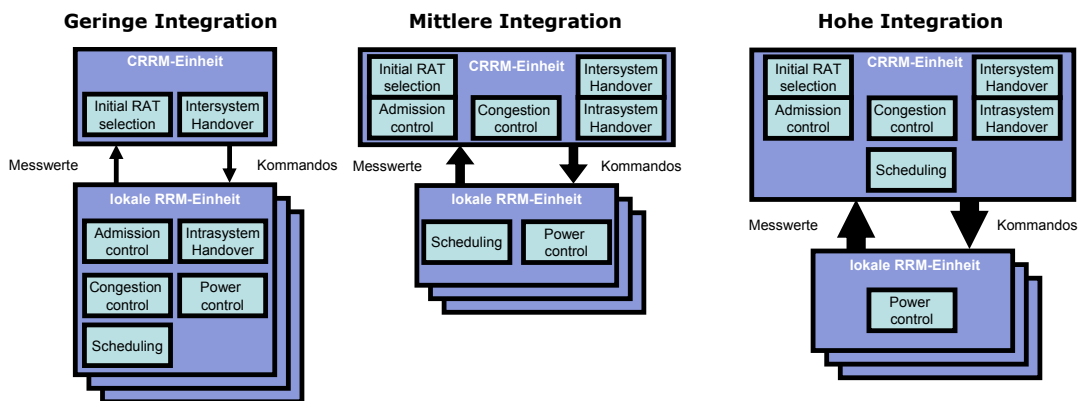 Geringe Integration
CRRM-Einheit
Initial RAT
selection
Intersystem
Handover
Messwerte
Kommandos
lokale RRM-Einheit
Admission
control
Intrasystem
Handover
Congestion
control
Power
control
Scheduling
Mittlere Integration
CRRM-Einheit
Initial RAT
selection
Admission
control
Congestion
control
Intersystem
Handover
Intrasystem
Handover
Messwerte
Kommandos
lokale RRM-Einheit
Scheduling
Power
control
Hohe Integration
CRRM-Einheit
Initial RAT
selection
Admission
control
Congestion
control
Intersystem
Handover
Intrasystem
Handover
Scheduling
Messwerte
Kommandos
lokale RRM-Einheit
Power
control